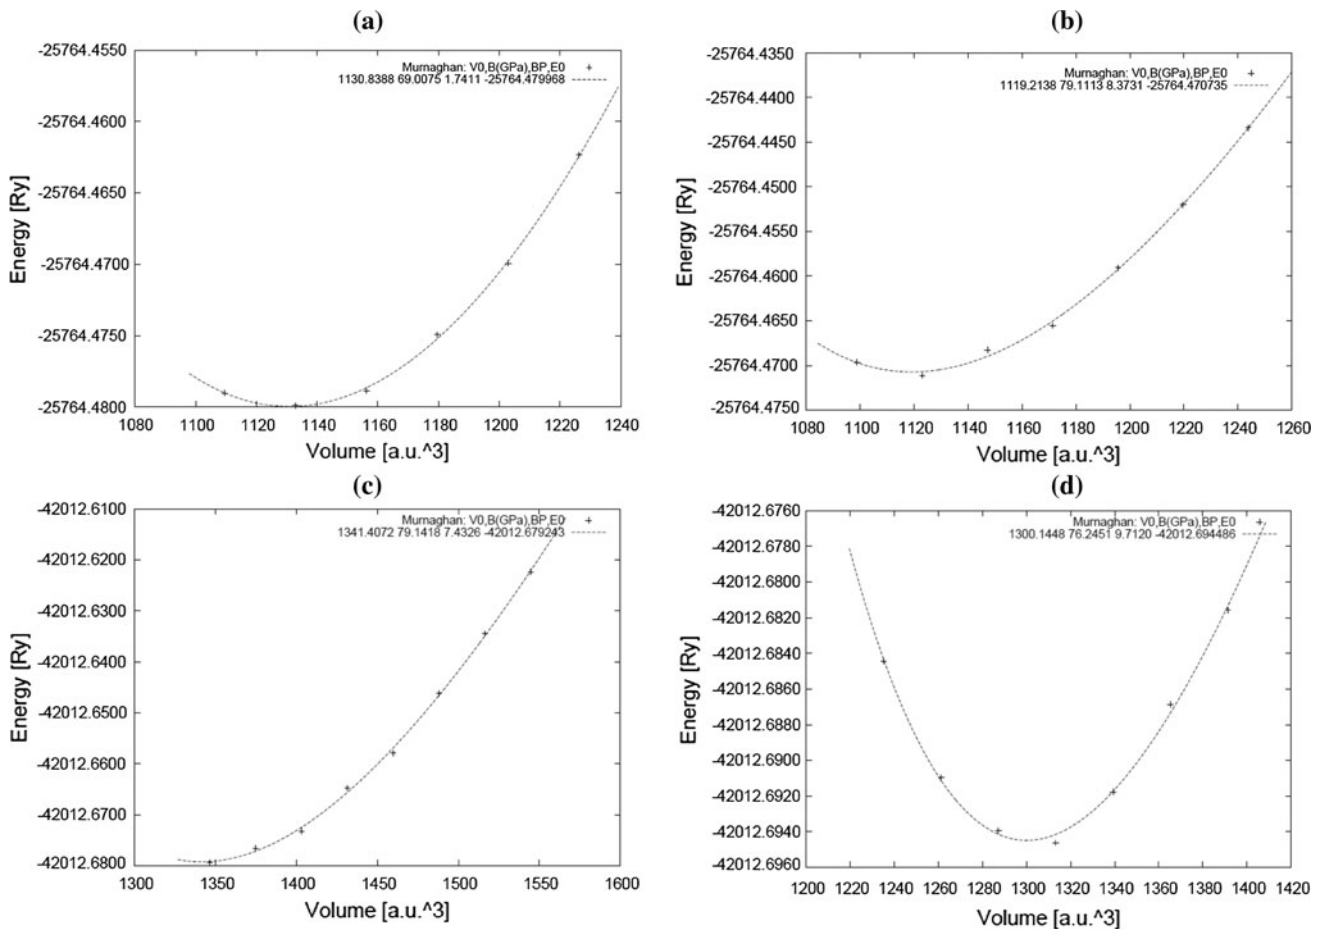 (a)
-25764.4550
-25764.4600
-25764.4650
-25764.4700
-25764.4750
-25764.4800
Energy [Ry]
Murnaghan: V0,B(GPa),BP,E0
1130.8388 69.0075 1.7411 -25764.479968
1080 1100 1120 1140 1160 1180 1200 1220 1240
Volume [a.u.^3]
(b)
-25764.4350
-25764.4400
-25764.4450
-25764.4500
-25764.4550
-25764.4600
-25764.4650
-25764.4700
-25764.4750
Energy [Ry]
Murnaghan: V0,B(GPa),BP,E0
1119.2138 79.1113 8.3731 -25764.470735
1080 1100 1120 1140 1160 1180 1200 1220 1240 1260
Volume [a.u.^3]
(c)
-42012.6100
-42012.6200
-42012.6300
-42012.6400
-42012.6500
-42012.6600
-42012.6700
-42012.6800
Energy [Ry]
Murnaghan: V0,B(GPa),BP,E0
1341.4072 79.1418 7.4326 -42012.679243
1300 1350 1400 1450 1500 1550 1600
Volume [a.u.^3]
(d)
-42012.6760
-42012.6780
-42012.6800
-42012.6820
-42012.6840
-42012.6860
-42012.6880
-42012.6900
-42012.6920
-42012.6940
-42012.6960
Energy [Ry]
Murnaghan: V0,B(GPa),BP,E0
1300.1448 76.2451 9.7120 -42012.694486
1200 1220 1240 1260 1280 1300 1320 1340 1360 1380 1400 1420
Volume [a.u.^3]